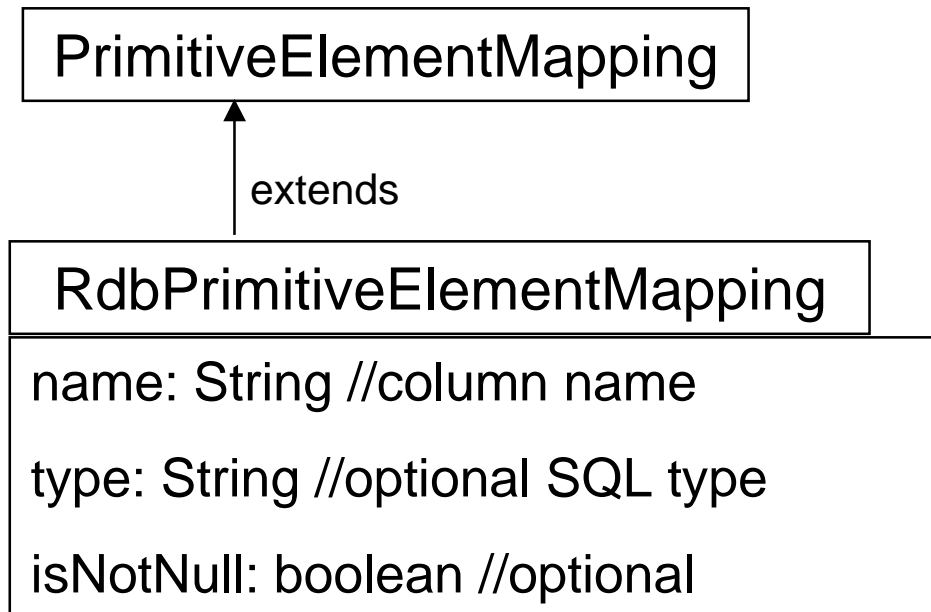 PrimitiveElementMapping
extends
RdbPrimitiveElementMapping
name: String //column name
type: String //optional SQL type
isNotNull: boolean //optional